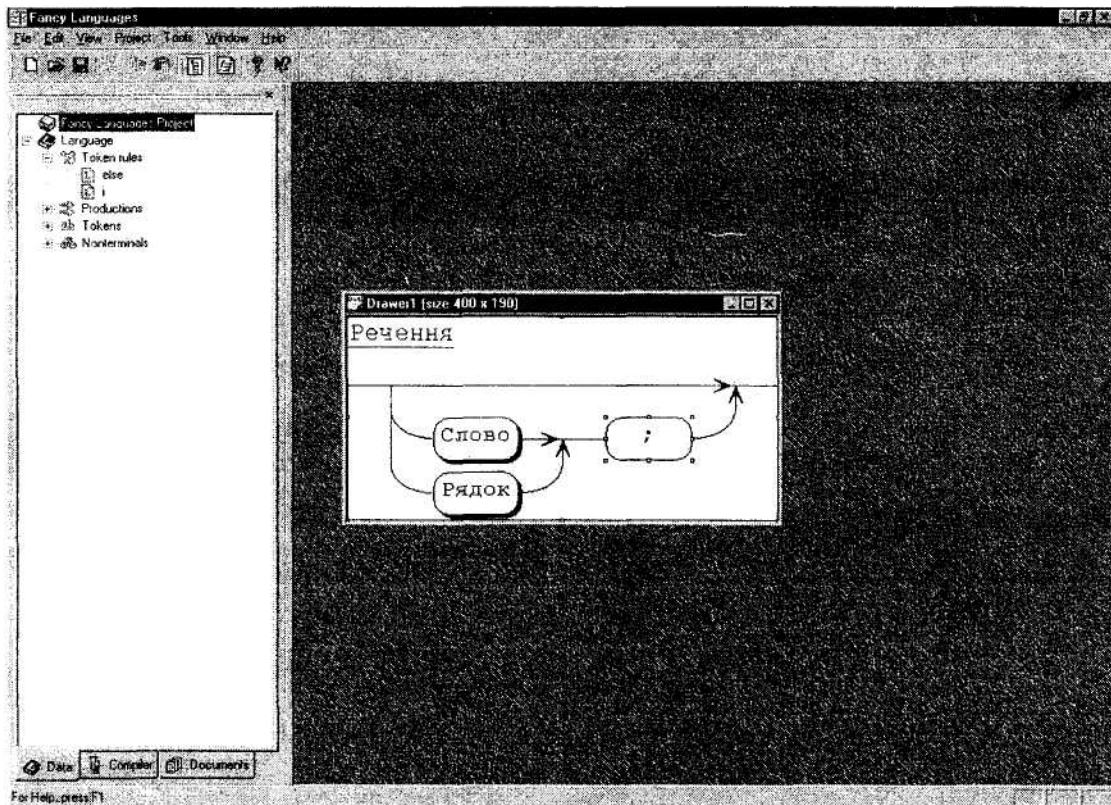 Fancy Languages
File Edit View Project Tools Window Help
Fancy Languages Project
Language
Token rules
else
i
Productions
Tokens
Nonterminals
Drawer1 (size 400 x 190)
Речення
Слово ;
Рядок
Data Compiler Documents
For Help, press F1